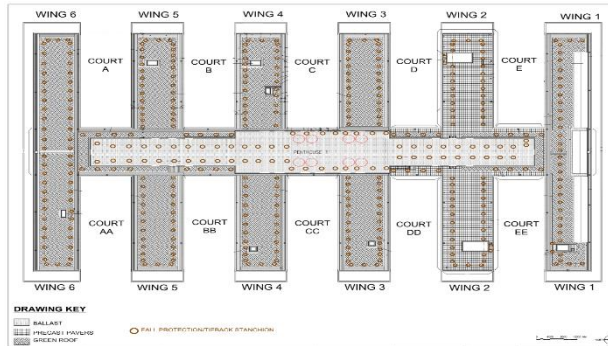 WING 6 WING 5 WING 4 WING 3 WING 2 WING 1
COURT A
COURT B
COURT C
COURT D
COURT E
PENTHOUSE
COURT AA
COURT BB
COURT CC
COURT DD
COURT EE
WING 6 WING 5 WING 4 WING 3 WING 2 WING 1
DRAWING KEY
BALLAST
PRECAST PAVERS
GREEN ROOF
FALL PROTECTION/TIEBACK STANCHION